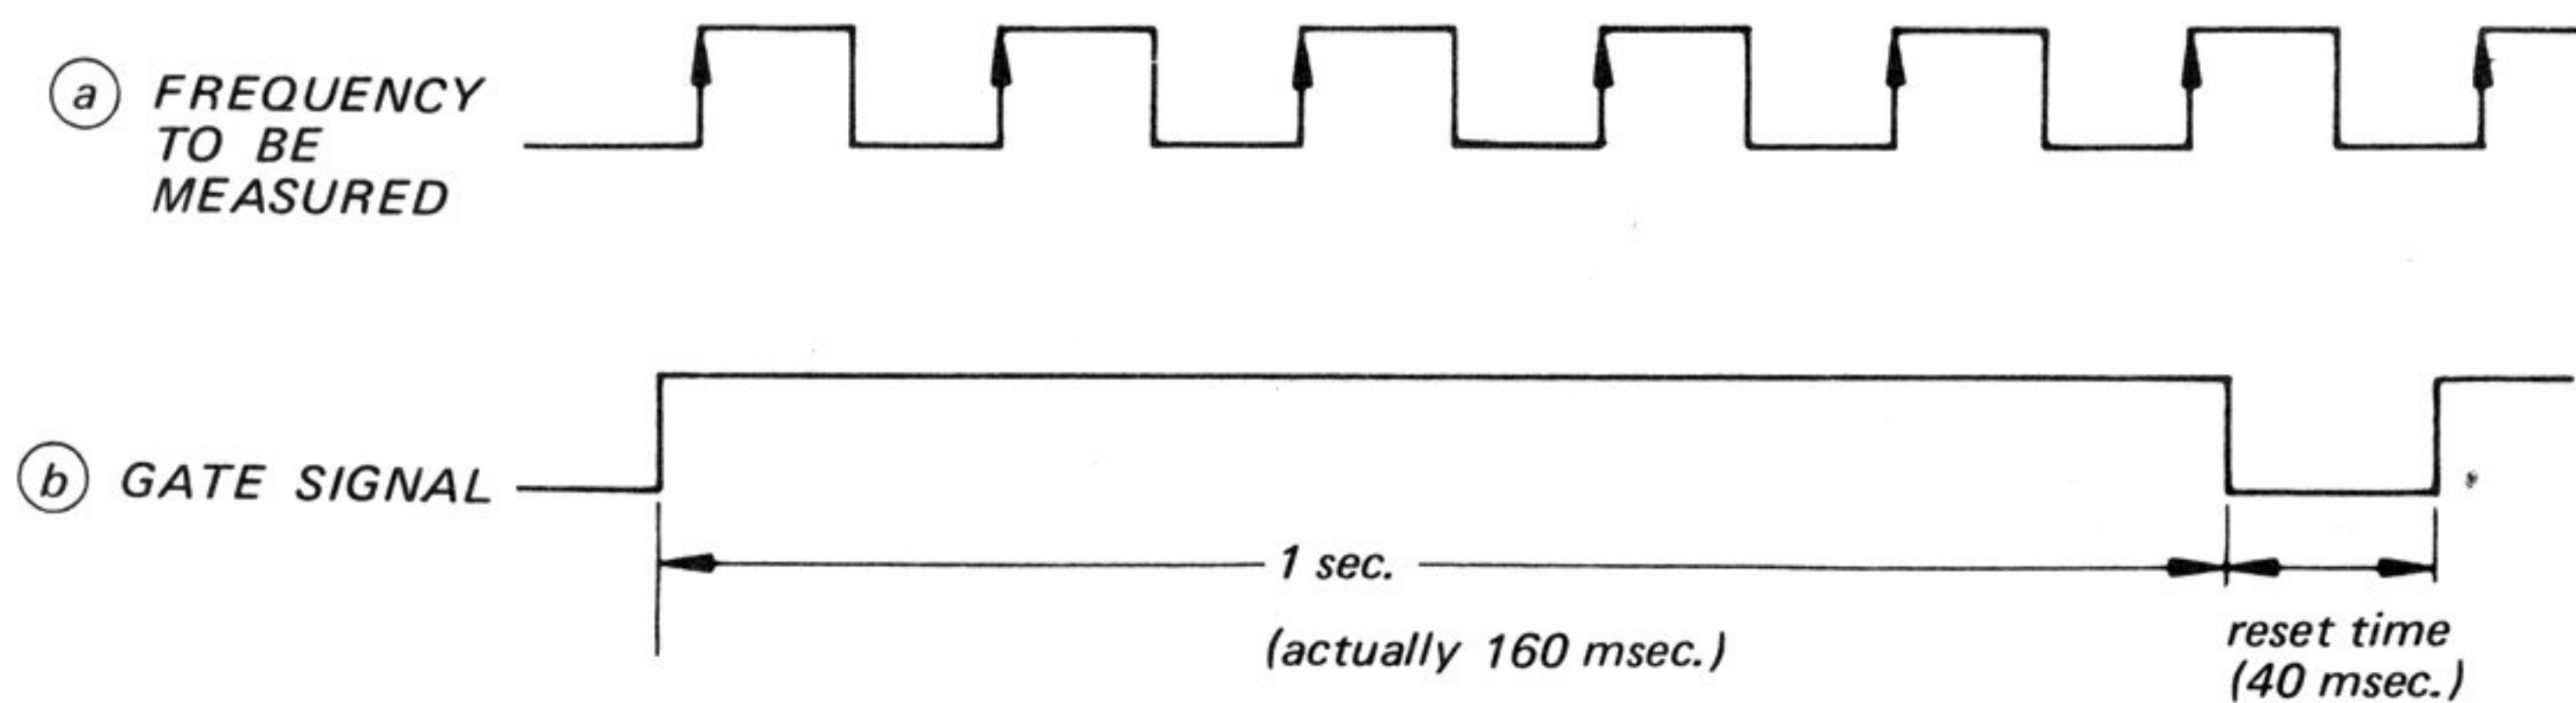 a FREQUENCY
TO BE
MEASURED
b GATE SIGNAL
1 sec.
(actually 160 msec.)
reset time
(40 msec.)